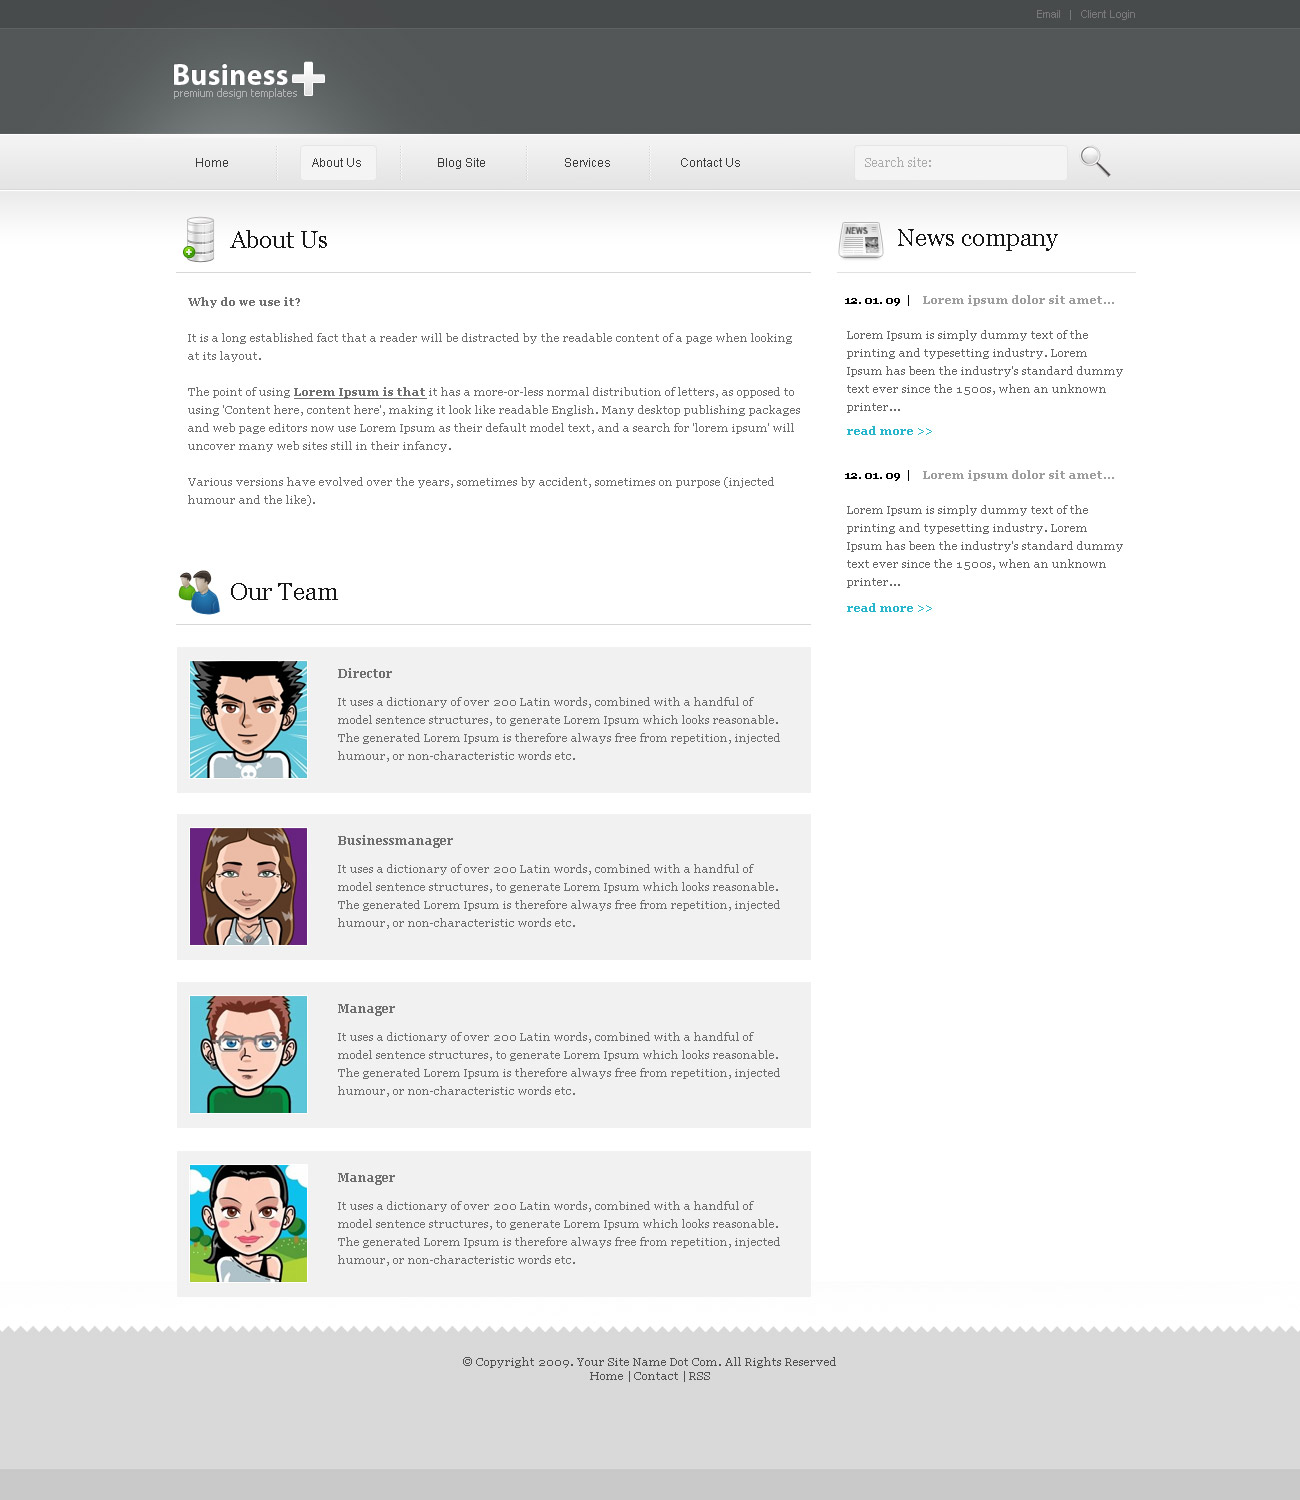 Email | Client Login
Business+
premium design templates
Home
About Us
Blog Site
Services
Contact Us
Search site:
About Us
Why do we use it?
It is a long established fact that a reader will be distracted by the readable content of a page when looking
at its layout.
The point of using Lorem Ipsum is that it has a more-or-less normal distribution of letters, as opposed to
using 'Content here, content here', making it look like readable English. Many desktop publishing packages
and web page editors now use Lorem Ipsum as their default model text, and a search for 'lorem ipsum' will
uncover many web sites still in their infancy.
Various versions have evolved over the years, sometimes by accident, sometimes on purpose (injected
humour and the like).
Our Team
Director
It uses a dictionary of over 200 Latin words, combined with a handful of
model sentence structures, to generate Lorem Ipsum which looks reasonable.
The generated Lorem Ipsum is therefore always free from repetition, injected
humour, or non-characteristic words etc.
Businessmanager
It uses a dictionary of over 200 Latin words, combined with a handful of
model sentence structures, to generate Lorem Ipsum which looks reasonable.
The generated Lorem Ipsum is therefore always free from repetition, injected
humour, or non-characteristic words etc.
Manager
It uses a dictionary of over 200 Latin words, combined with a handful of
model sentence structures, to generate Lorem Ipsum which looks reasonable.
The generated Lorem Ipsum is therefore always free from repetition, injected
humour, or non-characteristic words etc.
Manager
It uses a dictionary of over 200 Latin words, combined with a handful of
model sentence structures, to generate Lorem Ipsum which looks reasonable.
The generated Lorem Ipsum is therefore always free from repetition, injected
humour, or non-characteristic words etc.
NEWS
News company
12.01.09 | Lorem ipsum dolor sit amet...
Lorem Ipsum is simply dummy text of the
printing and typesetting industry. Lorem
Ipsum has been the industry's standard dummy
text ever since the 1500s, when an unknown
printer...
read more >>
12.01.09 | Lorem ipsum dolor sit amet...
Lorem Ipsum is simply dummy text of the
printing and typesetting industry. Lorem
Ipsum has been the industry's standard dummy
text ever since the 1500s, when an unknown
printer...
read more >>
© Copyright 2009. Your Site Name Dot Com. All Rights Reserved
Home | Contact | RSS